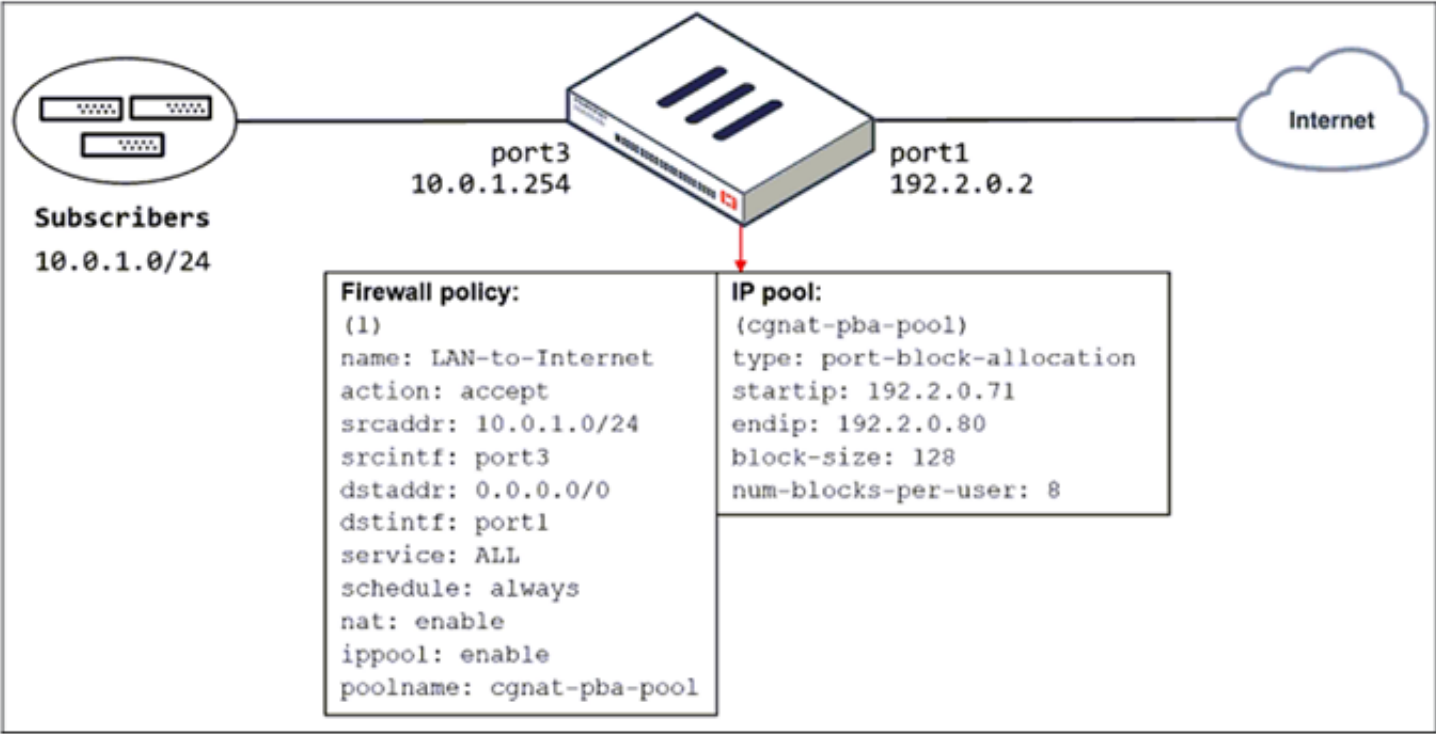 Internet
port3
10.0.1.254
port1
192.2.0.2
Subscribers
10.0.1.0/24
Firewall policy:
(1)
name: LAN-to-Internet
action: accept
srcaddr: 10.0.1.0/24
srcintf: port3
dstaddr: 0.0.0.0/0
dstintf: port1
service: ALL
schedule: always
nat: enable
ippool: enable
poolname: cgnat-pba-pool
IP pool:
(cgnat-pba-pool)
type: port-block-allocation
startip: 192.2.0.71
endip: 192.2.0.80
block-size: 128
num-blocks-per-user: 8